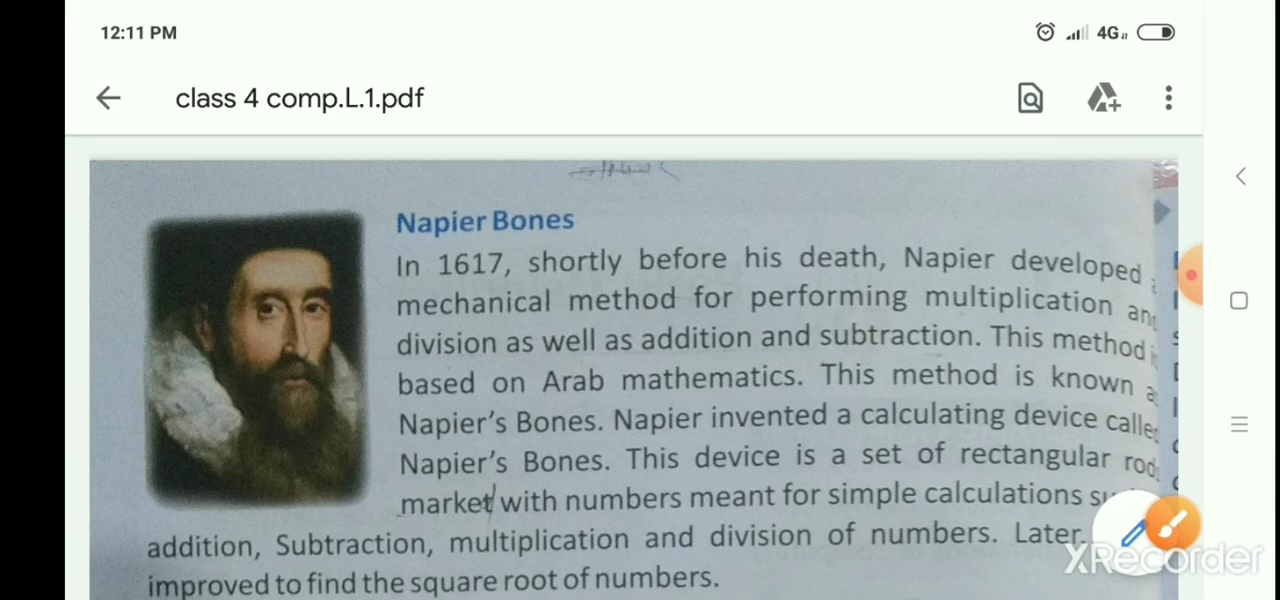 12:11 PM
4G
class 4 comp.L.1.pdf
Napier Bones
In 1617, shortly before his death, Napier developed
mechanical method for performing multiplication
division as well as addition and subtraction. This method
based on Arab mathematics. This method is known
Napier's Bones. Napier invented a calculating device
Napier's Bones. This device is a set of rectangular
market with numbers meant for simple calculations
addition, Subtraction, multiplication and division of numbers. Later
improved to find the square root of numbers.
XRecorder